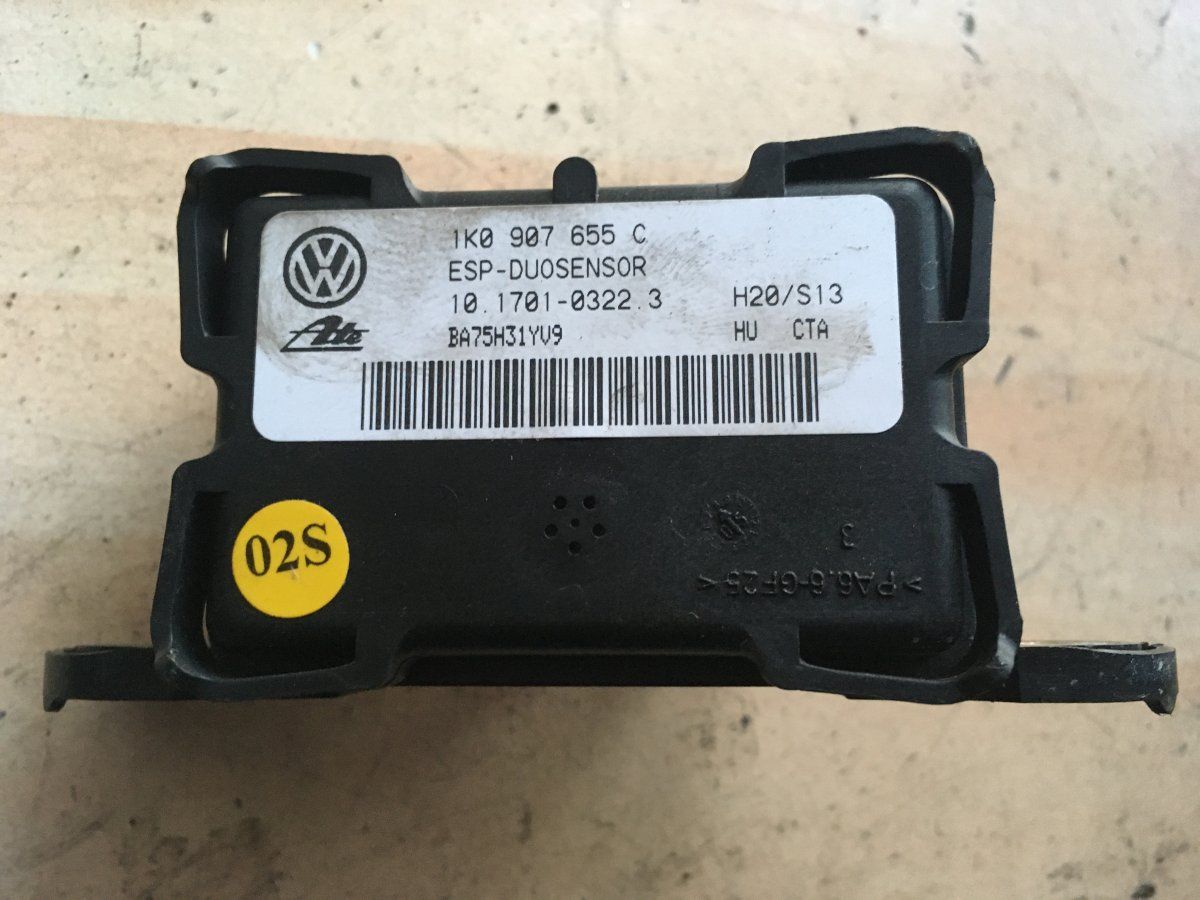 1K0 907 655 C
ESP-DUOSENSOR
10.1701-0322.3 H20/S13
Ate BA75H31YV9 HU CTA
02S
3
>PA6.6-GF25<